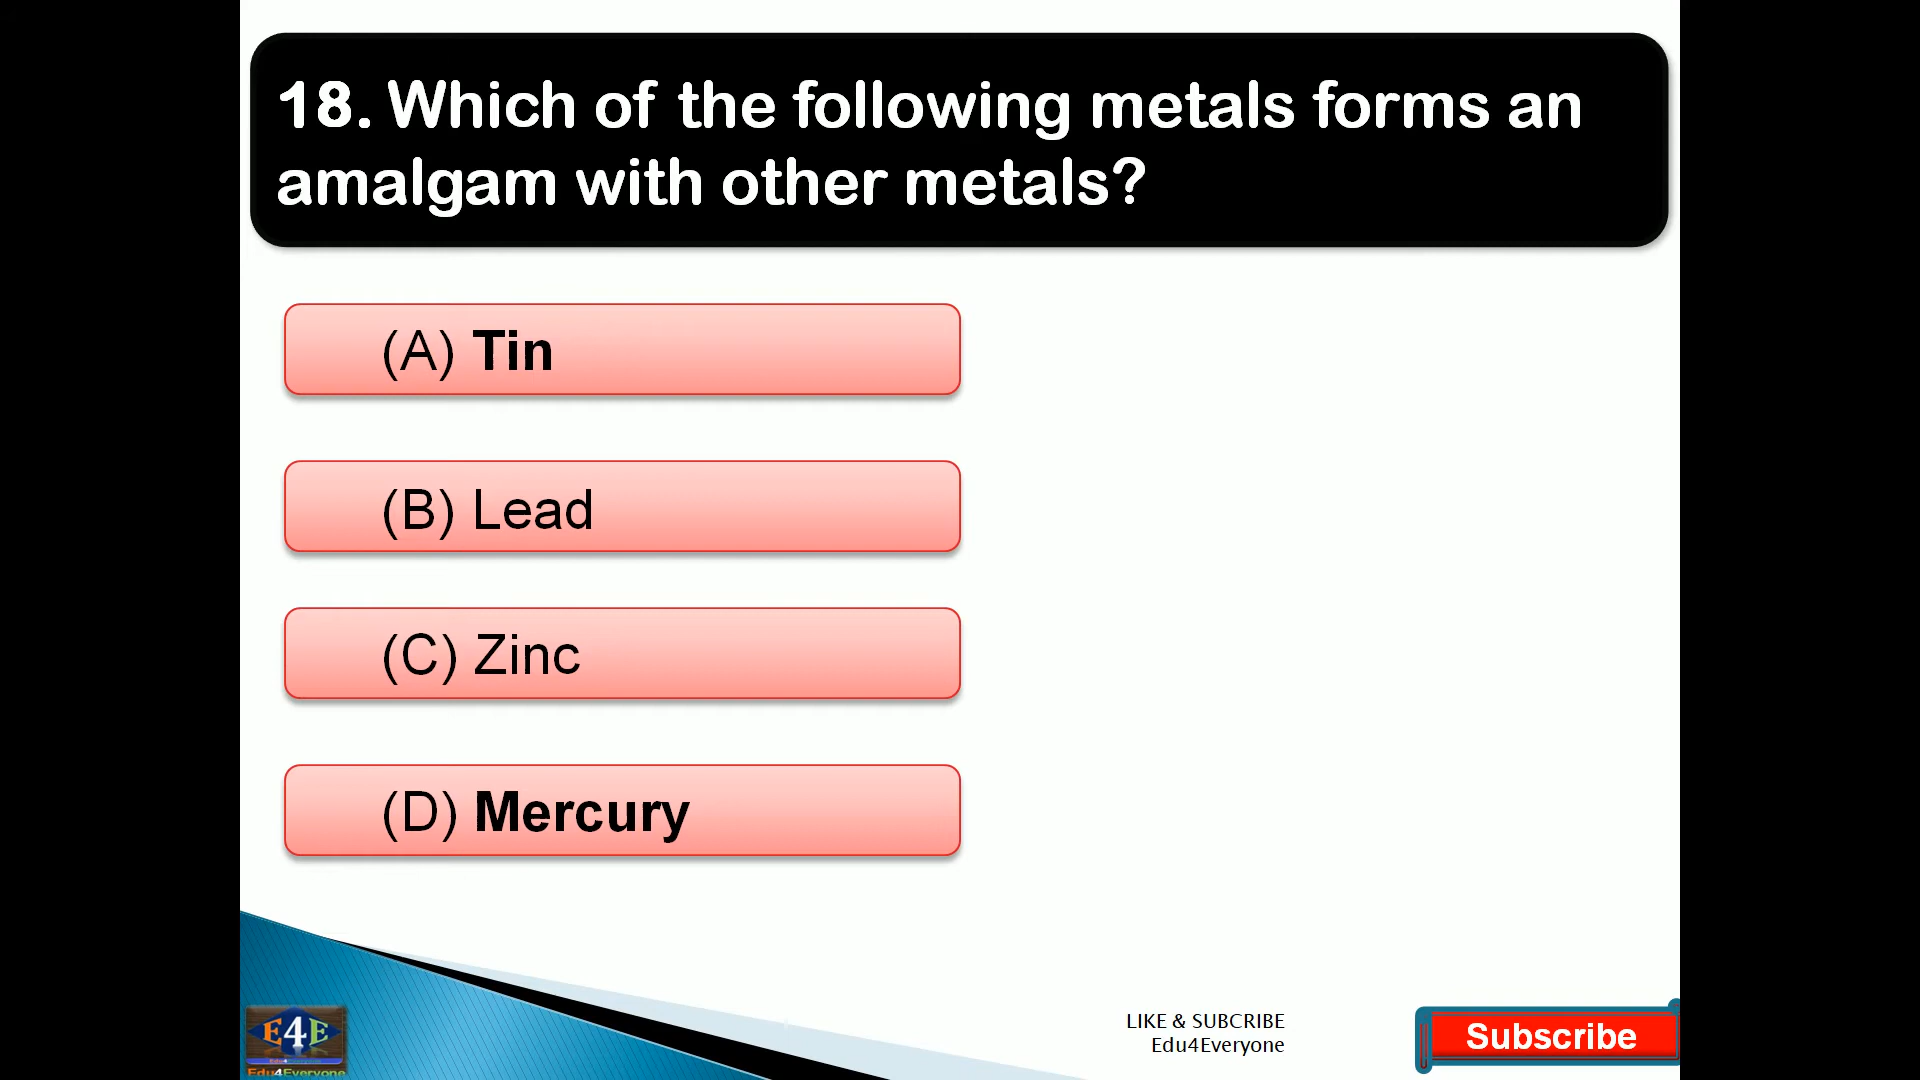 18. Which of the following metals forms an
amalgam with other metals?
(A) Tin
(B) Lead
(C) Zinc
(D) Mercury
E4E
Edu4Everyone
LIKE & SUBCRIBE
Edu4Everyone
Subscribe